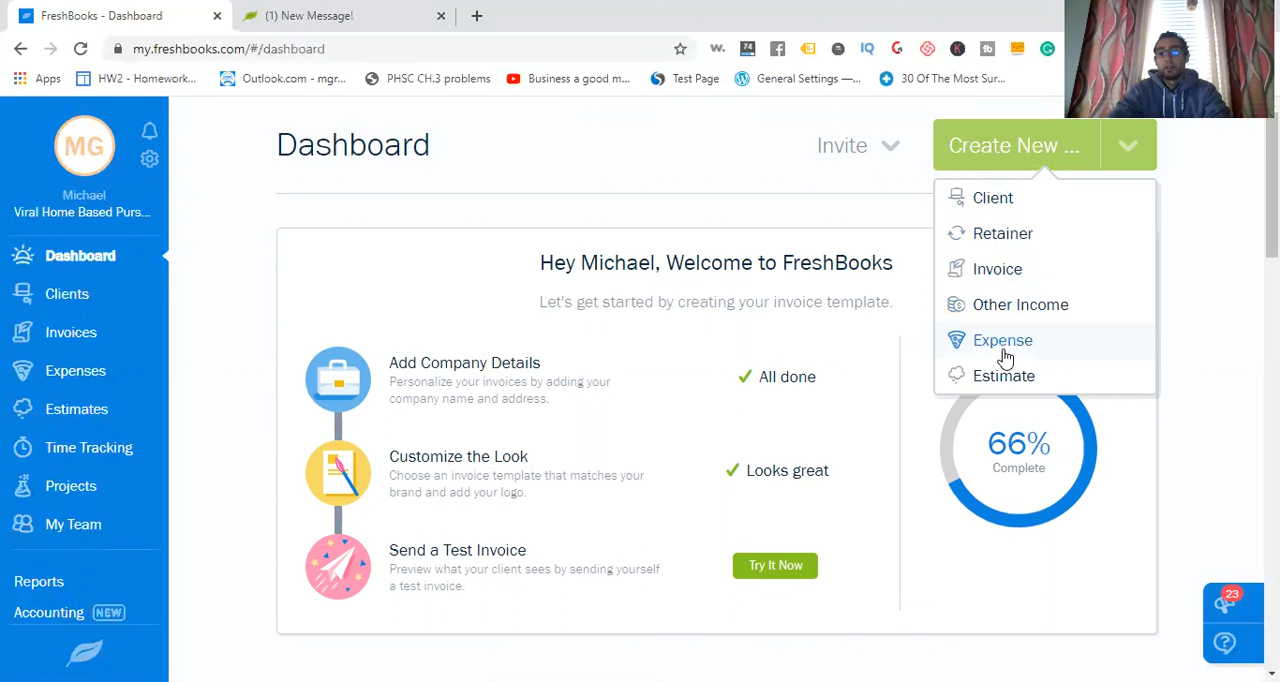 FreshBooks - Dashboard
(1) New Message!
my.freshbooks.com/#/dashboard
w.
74
IQ
K
tb
G
Apps
HW2 - Homework...
Outlook.com - mgr...
PHSC CH.3 problems
Business a good m...
Test Page
General Settings —...
30 Of The Most Sur...
MG
Michael
Viral Home Based Purs...
Dashboard
Clients
Invoices
Expenses
Estimates
Time Tracking
Projects
My Team
Reports
Accounting NEW
Dashboard
Invite
Create New ...
Client
Retainer
Invoice
Other Income
Expense
Estimate
Hey Michael, Welcome to FreshBooks
Let's get started by creating your invoice template.
Add Company Details
Personalize your invoices by adding your
company name and address.
All done
Customize the Look
Choose an invoice template that matches your
brand and add your logo.
Looks great
Send a Test Invoice
Preview what your client sees by sending yourself
a test invoice.
Try It Now
66%
Complete
23